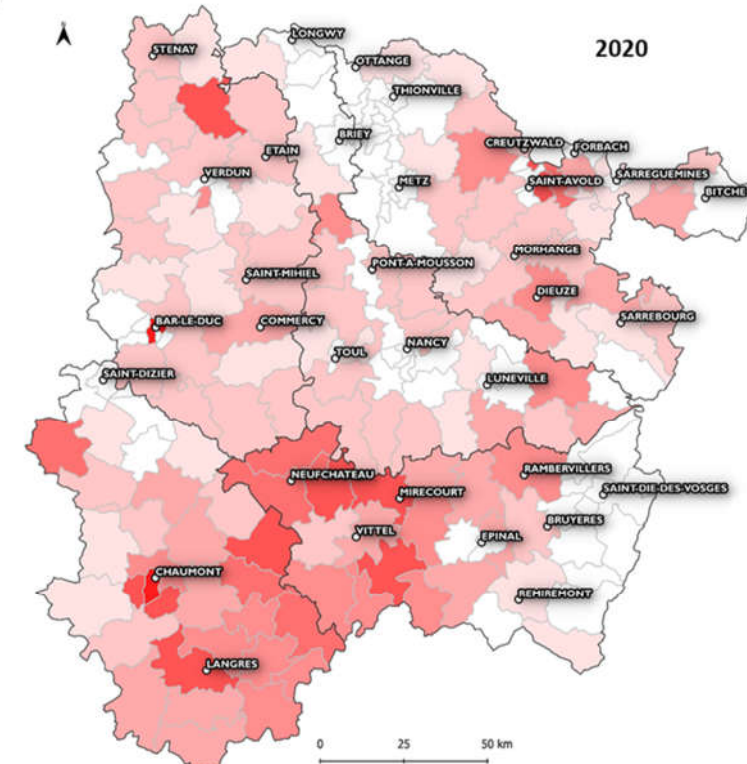 LONGWY
2020
STENAY
OTTANGE
THIONVILLE
BRIEY
CREUTZWALD
FORBACH
ETAIN
VERDUN
METZ
SAINT-AVOLD
SARREGUEMINES
BITCHE
MORHANGE
PONT-A-MOUSSON
SAINT-MIHIEL
DIEUZE
BAR-LE-DUC
COMMERCY
SARREBOURG
NANCY
TOUL
SAINT-DIZIER
LUNEVILLE
NEUFCHATEAU
RAMBERVILLERS
MIRECOURT
SAINT-DIE-DES-VOSGES
BRUYERES
VITTEL
EPINAL
CHAUMONT
REMIREMONT
LANGRES
0 25 50 km